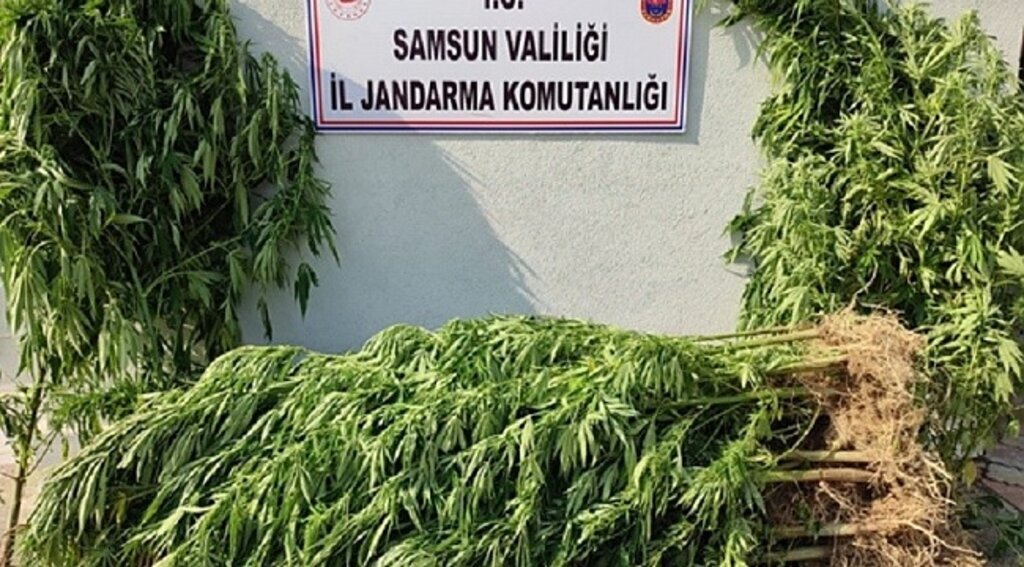 T.C.
SAMSUN VALİLİĞİ
İL JANDARMA KOMUTANLIĞI